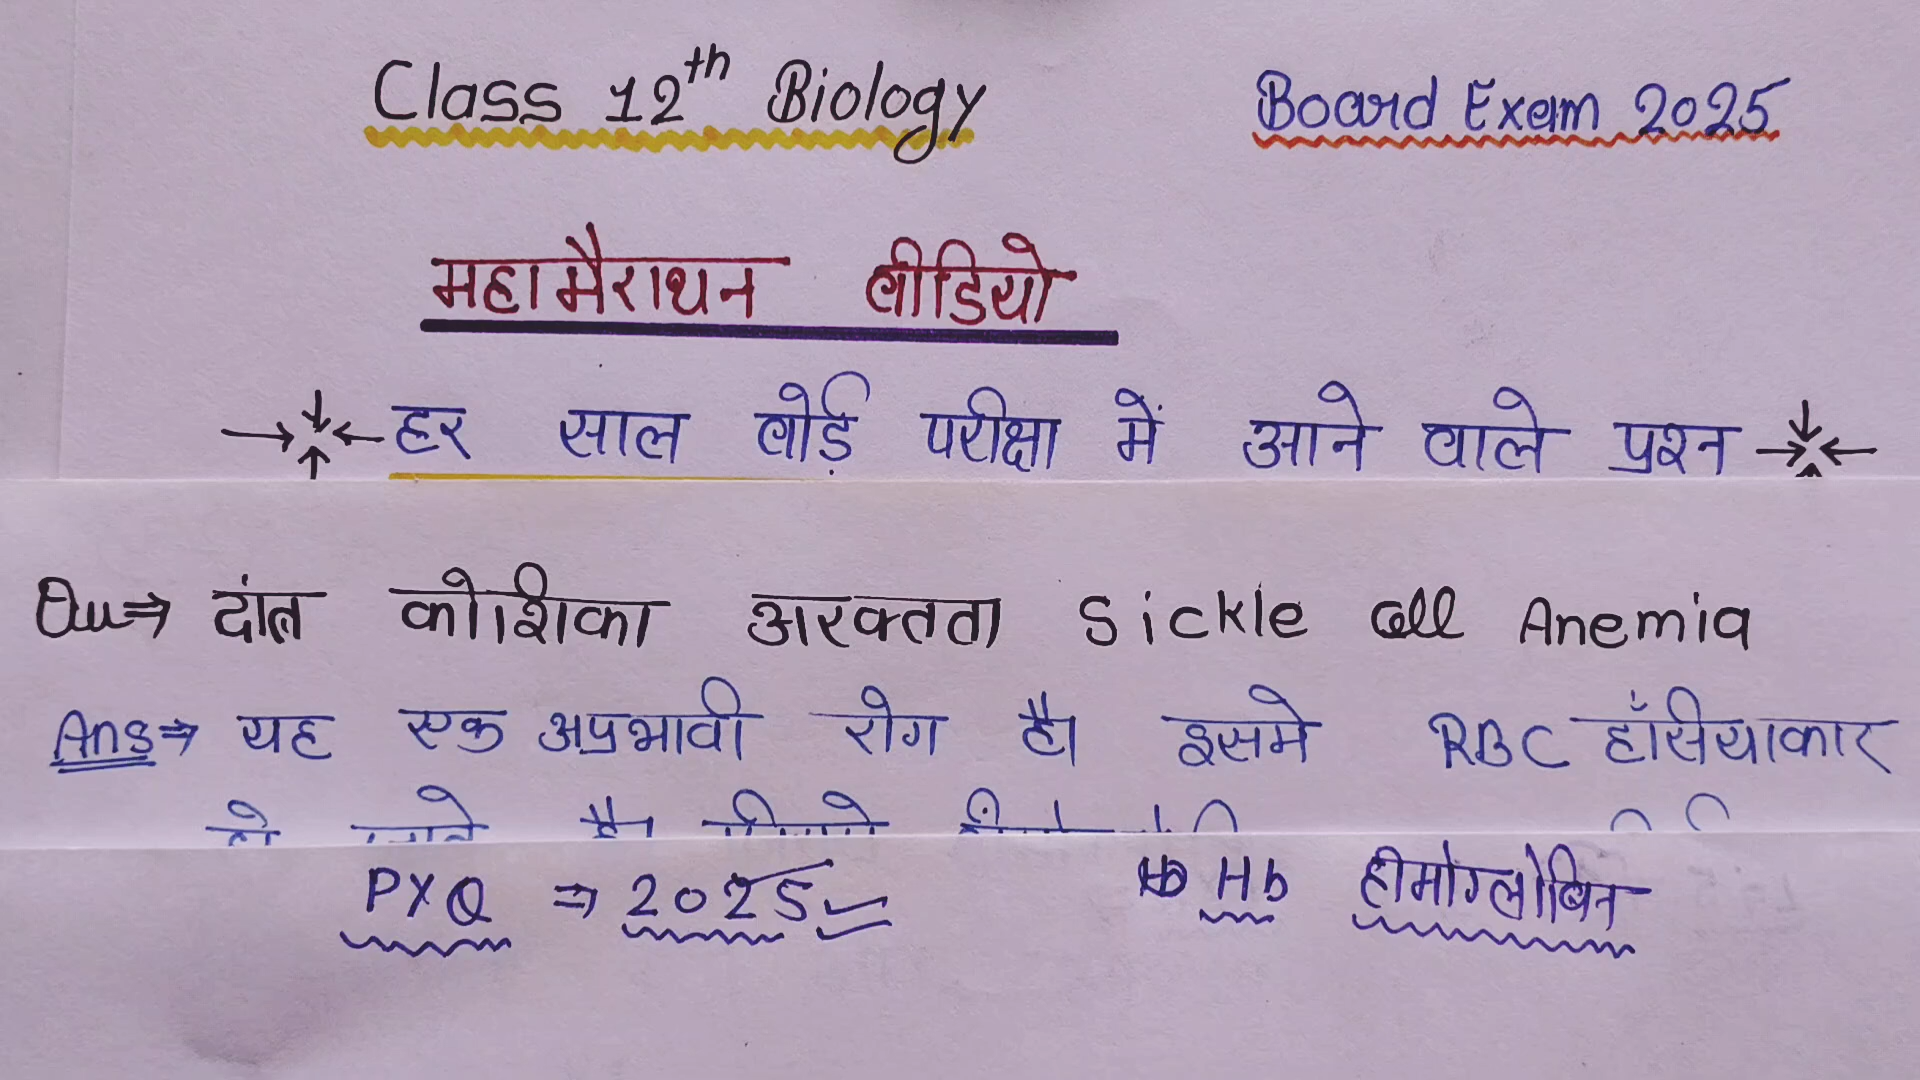 Class 12th Biology Board Exam 2025
महामैराथन वीडियो
हर साल बोर्ड परीक्षा में आने वाले प्रश्न
Qu⇒ दांत्र कोशिका अरक्तता Sickle Cell Anemia
Ans⇒ यह एक अप्रभावी रोग है। इसमे RBC हाँसियाकार
PYQ ⇒ 2025 Hb Hb हीमोग्लोबिन